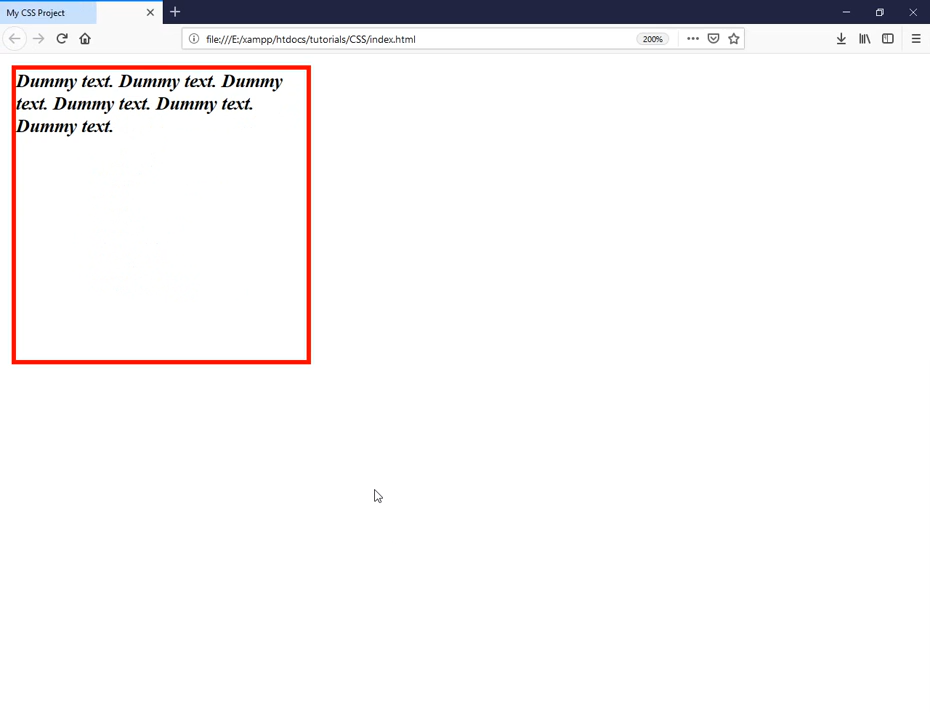 My CSS Project
file:///E:/xampp/htdocs/tutorials/CSS/index.html
200%
Dummy text. Dummy text. Dummy
text. Dummy text. Dummy text.
Dummy text.